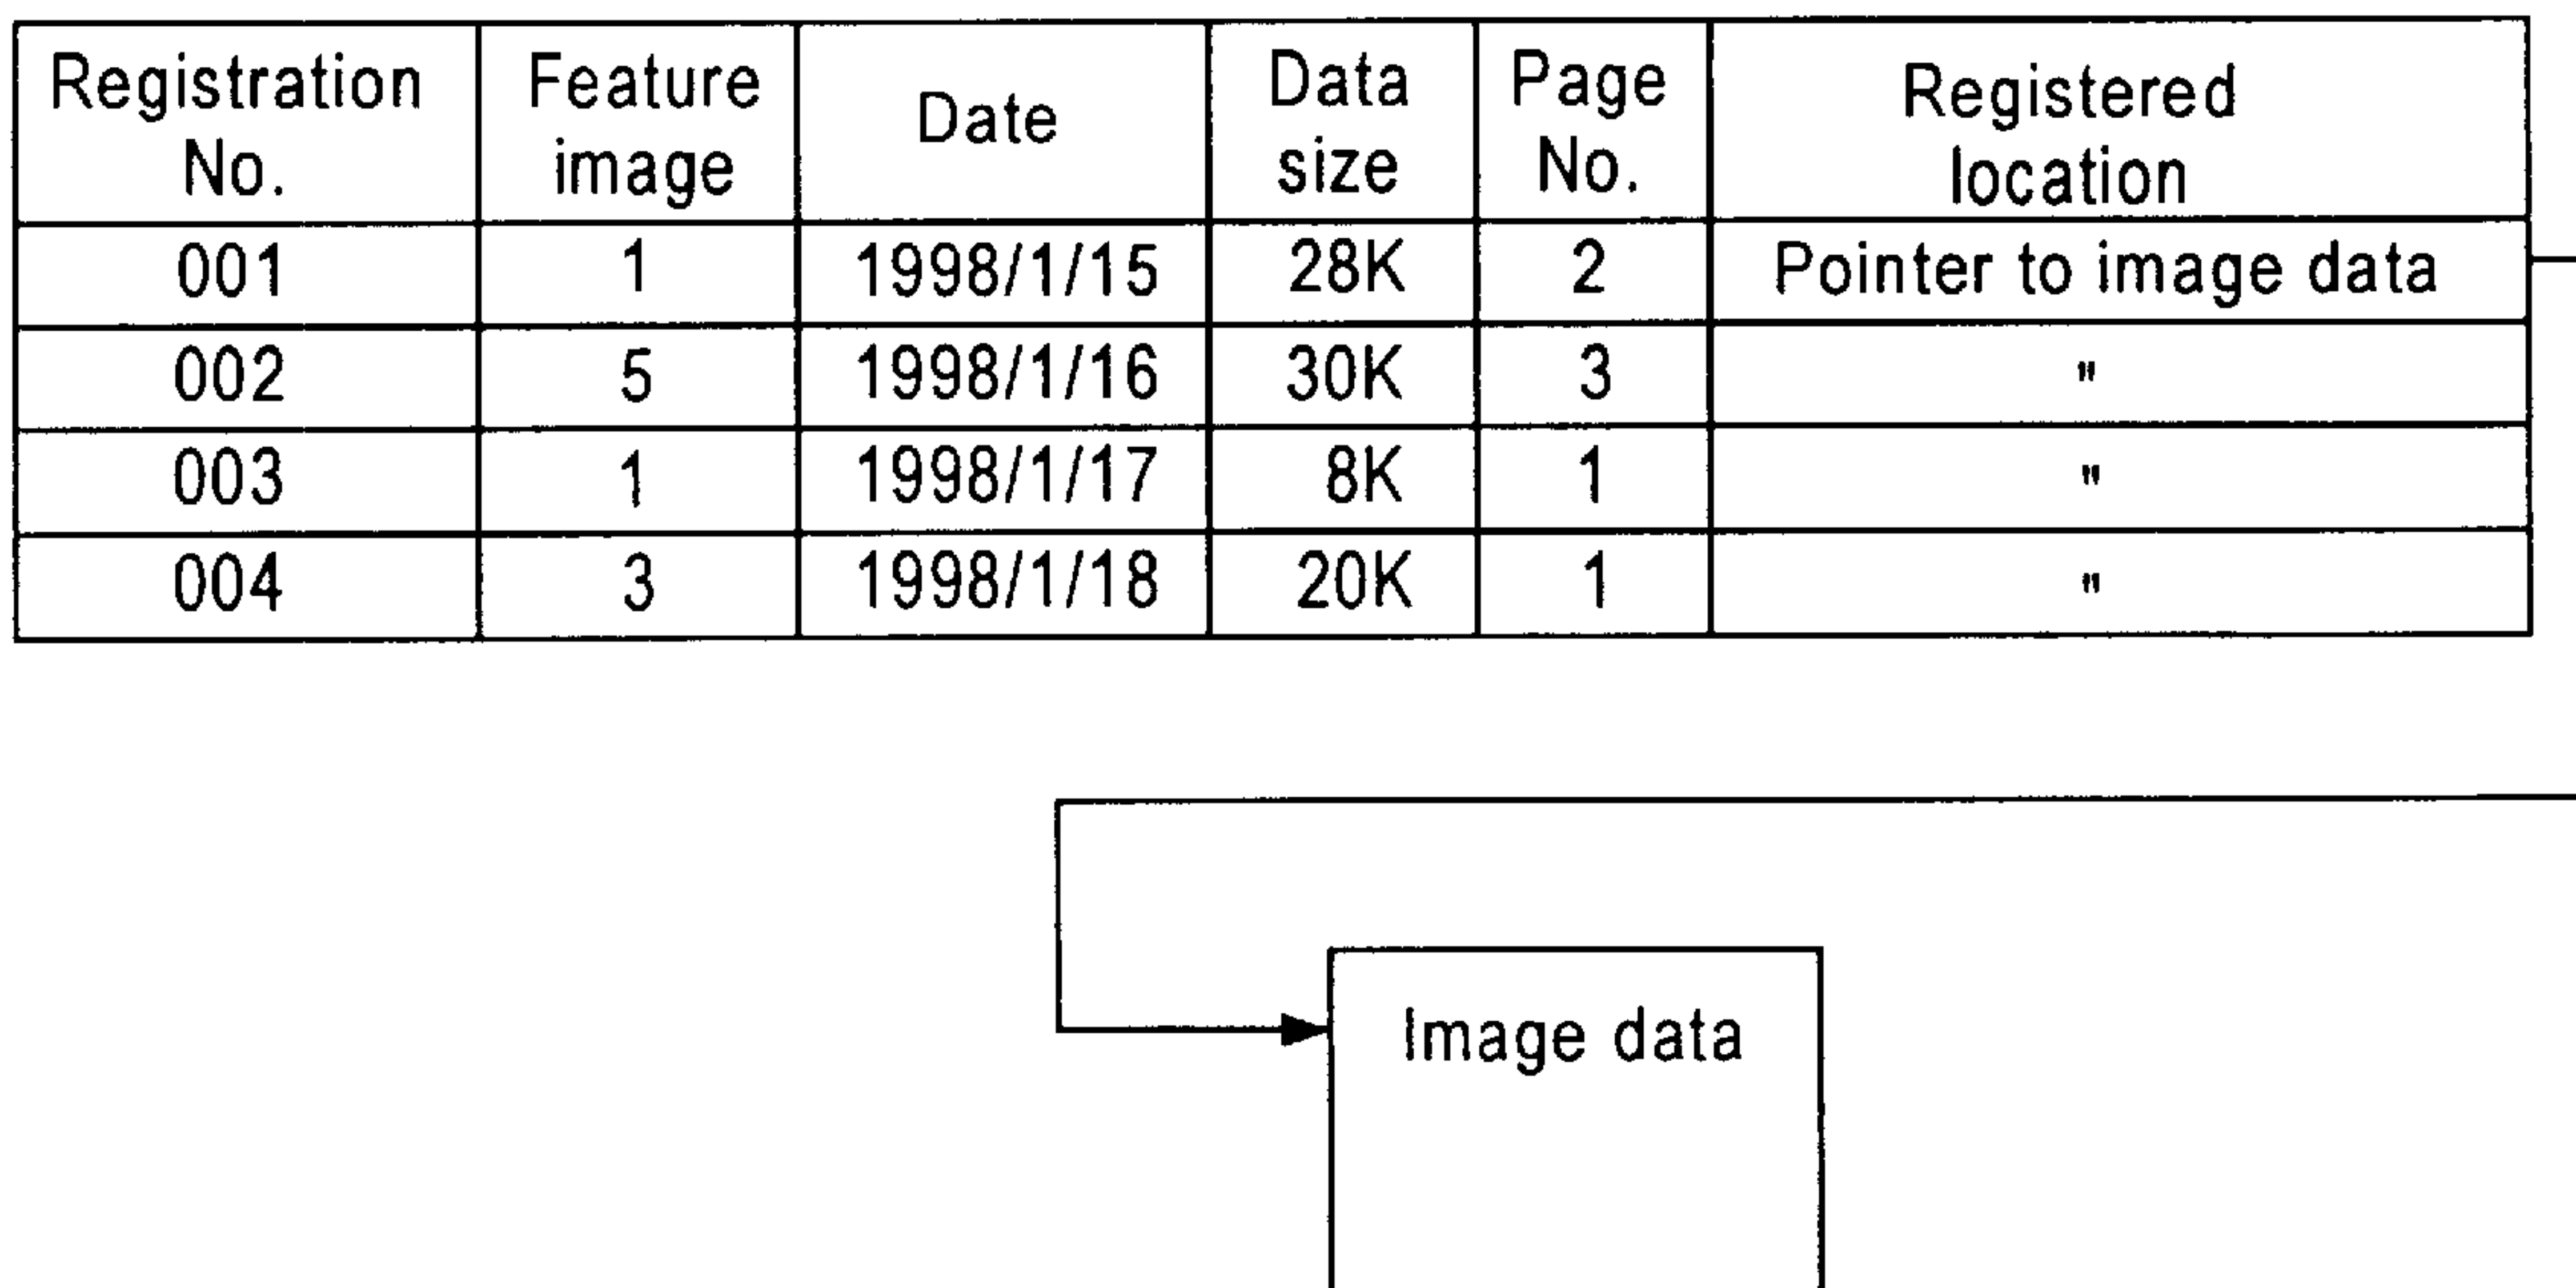 Registration No. Feature image Date Data size Page No. Registered location
001 1 1998/1/15 28K 2 Pointer to image data
002 5 1998/1/16 30K 3 "
003 1 1998/1/17 8K 1 "
004 3 1998/1/18 20K 1 "
Image data